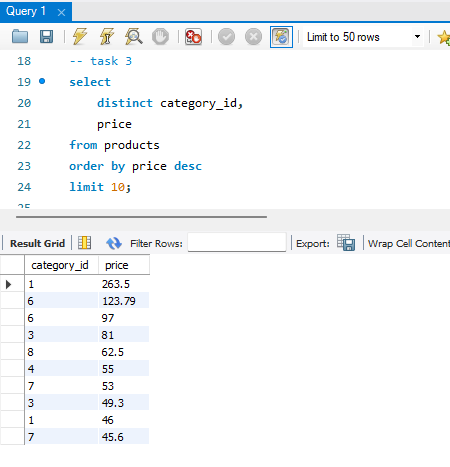 Query 1
Limit to 50 rows
18 -- task 3
19 select
20 distinct category_id,
21 price
22 from products
23 order by price desc
24 limit 10;
25
Result Grid Filter Rows: Export: Wrap Cell Content
category_id price
1 263.5
6 123.79
6 97
3 81
8 62.5
4 55
7 53
3 49.3
1 46
7 45.6